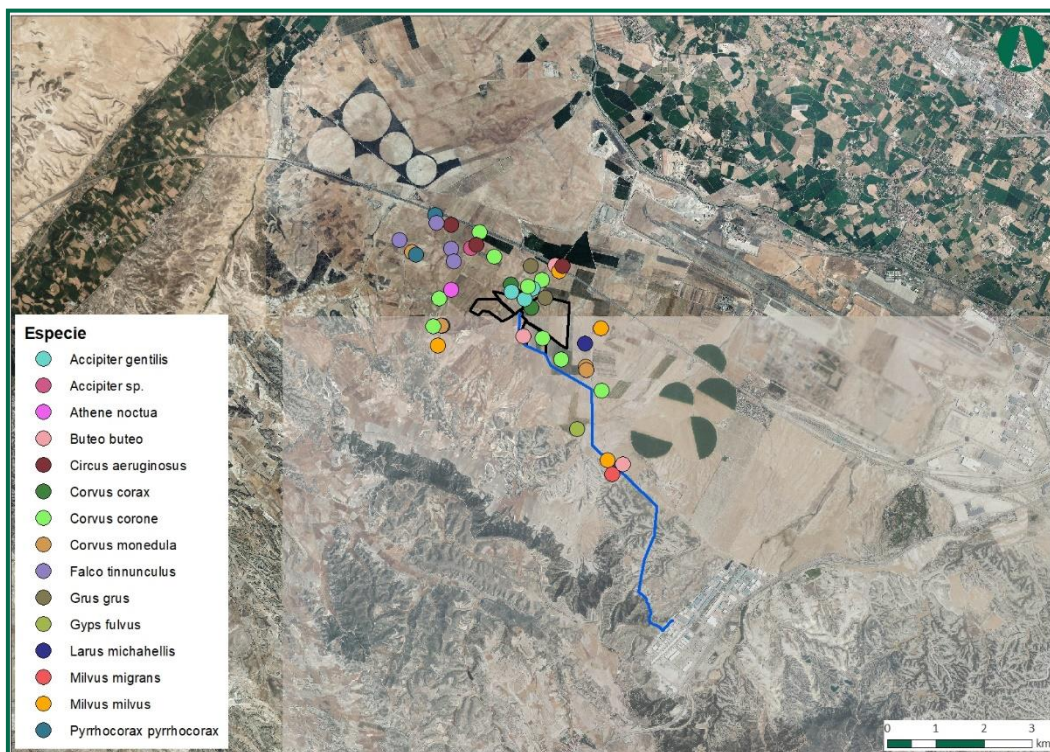 Especie
Accipiter gentilis
Accipiter sp.
Athene noctua
Buteo buteo
Circus aeruginosus
Corvus corax
Corvus corone
Corvus monedula
Falco tinnunculus
Grus grus
Gyps fulvus
Larus michahellis
Milvus migrans
Milvus milvus
Pyrrhocorax pyrrhocorax
0 1 2 3
km